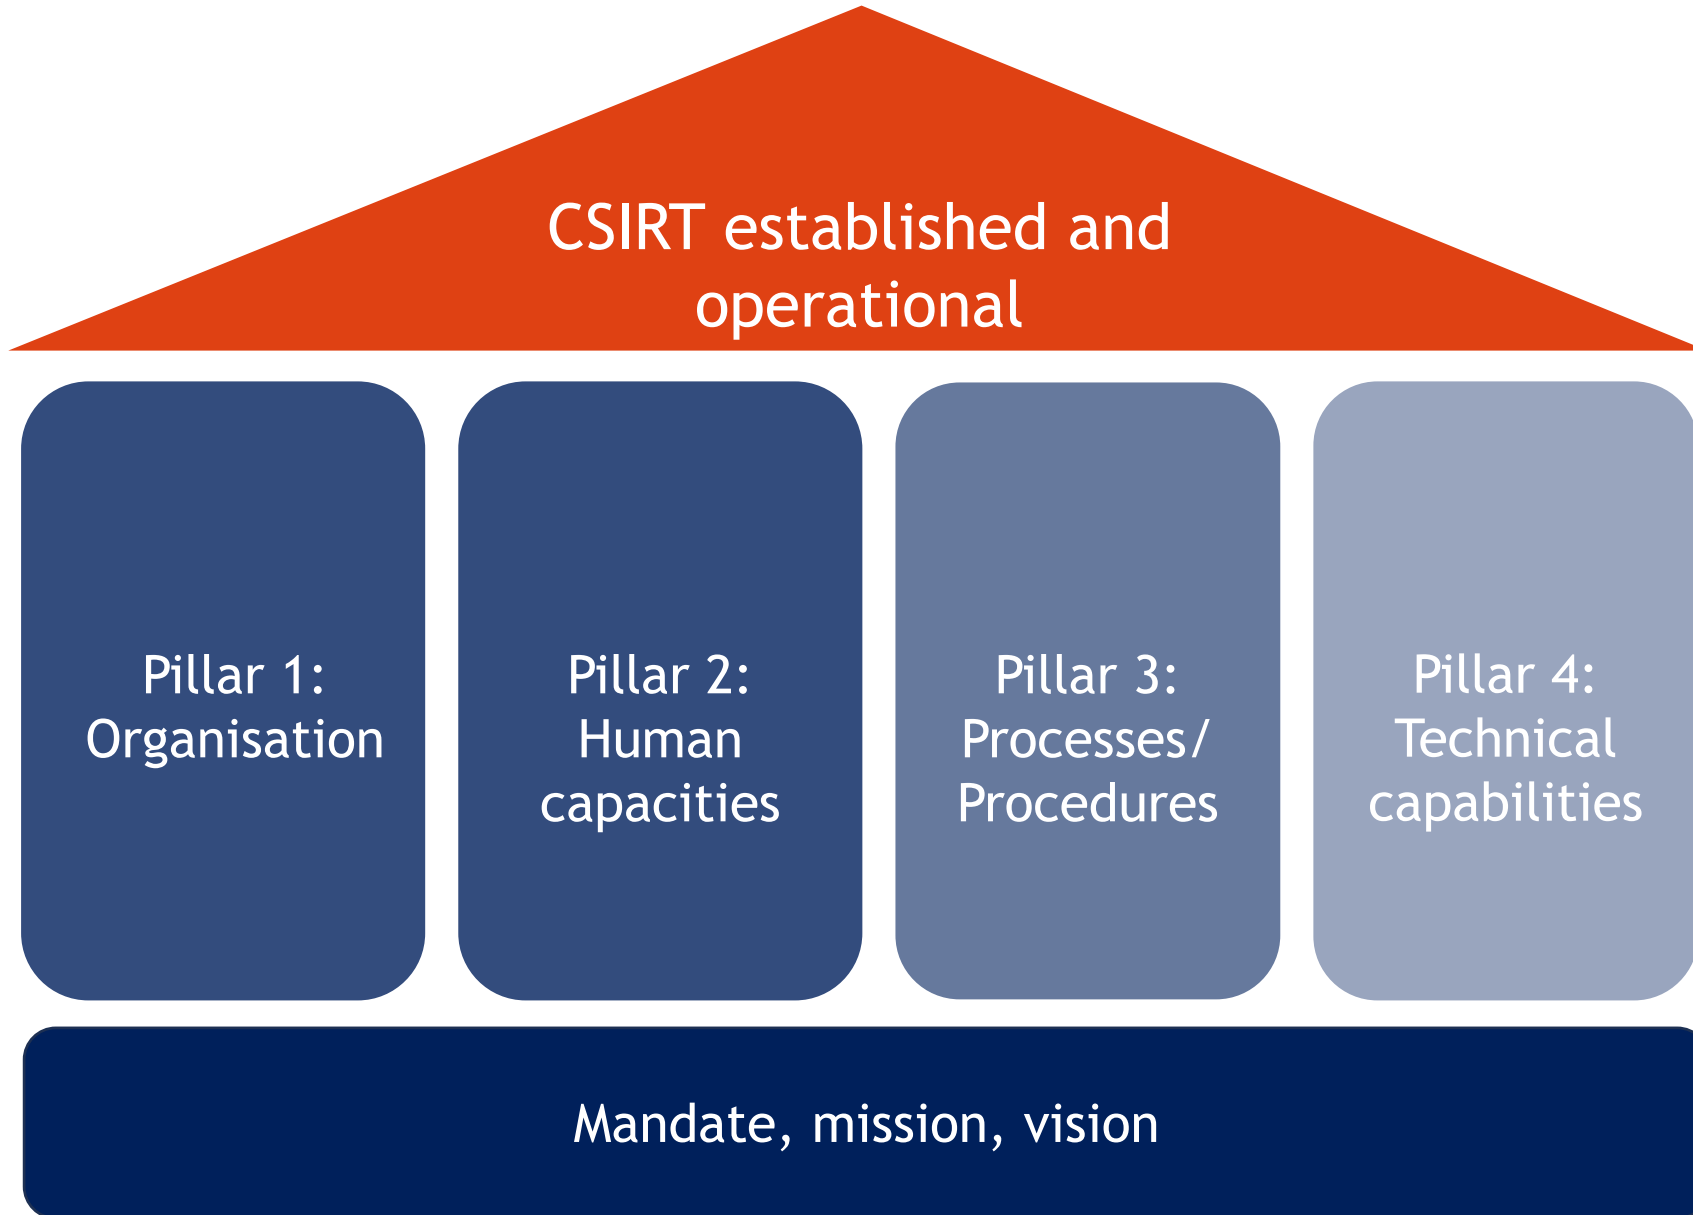 CSIRT established and
operational
Pillar 1:
Organisation
Pillar 2:
Human
capacities
Pillar 3:
Processes/
Procedures
Pillar 4:
Technical
capabilities
Mandate, mission, vision